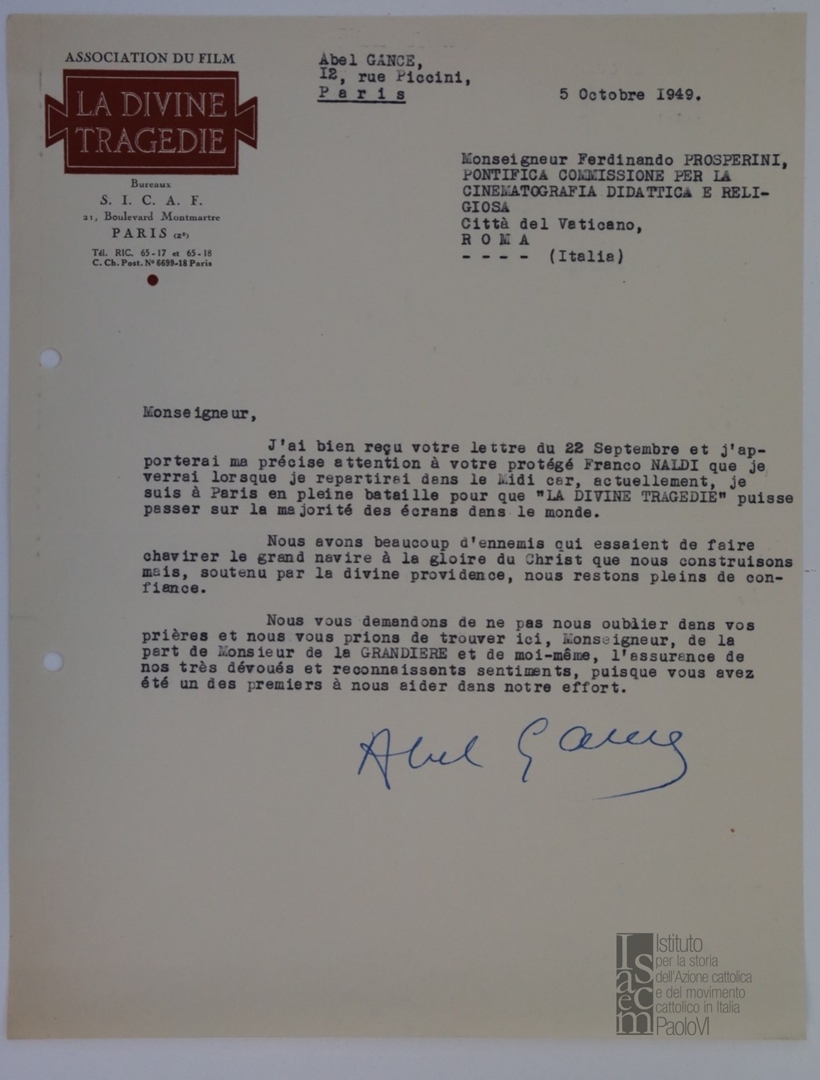 ASSOCIATION DU FILM
LA DIVINE
TRAGEDIE
Bureaux
S. I. C. A. F.
21, Boulevard Montmartre
PARIS (2e)
Tél. RIC. 65-17 et 65-18
C. Ch. Post. No 6699-18 Paris
Abel GANCE,
12, rue Piccini,
Paris
5 Octobre 1949.
Monseigneur Ferdinando PROSPERINI,
PONTIFICA COMMISSIONE PER LA
CINEMATOGRAFIA DIDATTICA E RELI-
GIOSA
Città del Vaticano,
R O M A
- - - - (Italia)
Monseigneur,
J'ai bien reçu votre lettre du 22 Septembre et j'ap-
porterai ma précise attention à votre protégé Franco NALDI que je
verrai lorsque je repartirai dans le Midi car, actuellement, je
suis à Paris en pleine bataille pour que "LA DIVINE TRAGEDIE" puisse
passer sur la majorité des écrans dans le monde.
Nous avons beaucoup d'ennemis qui essaient de faire
chavirer le grand navire à la gloire du Christ que nous construisons
mais, soutenu par la divine providence, nous restons pleins de con-
fiance.
Nous vous demandons de ne pas nous oublier dans vos
prières et nous vous prions de trouver ici, Monseigneur, de la
part de Monsieur de la GRANDIERE et de moi-même, l'assurance de
nos très dévoués et reconnaissents sentiments, puisque vous avez
été un des premiers à nous aider dans notre effort.
Abel Gance
Isacem
Istituto
per la storia
dell'Azione cattolica
e del movimento
cattolico in Italia
PaoloVI